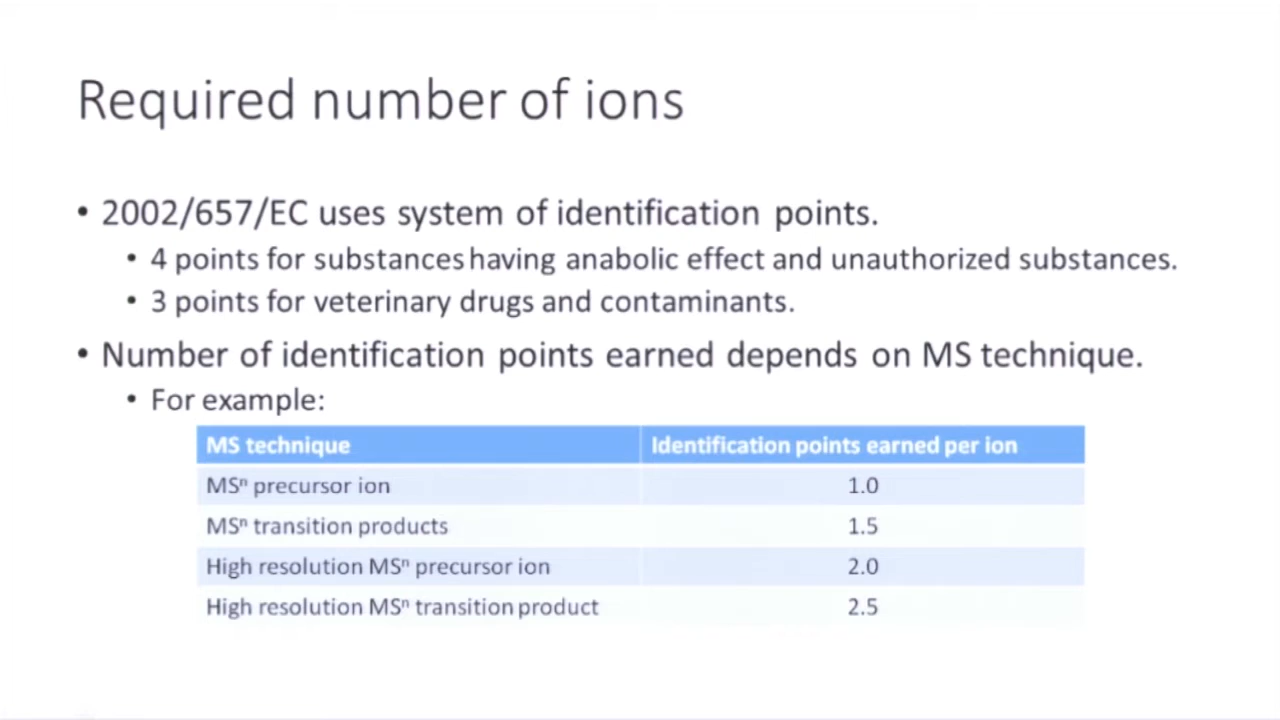 Required number of ions
• 2002/657/EC uses system of identification points.
• 4 points for substances having anabolic effect and unauthorized substances.
• 3 points for veterinary drugs and contaminants.
• Number of identification points earned depends on MS technique.
• For example:
MS technique Identification points earned per ion
MSⁿ precursor ion 1.0
MSⁿ transition products 1.5
High resolution MSⁿ precursor ion 2.0
High resolution MSⁿ transition product 2.5